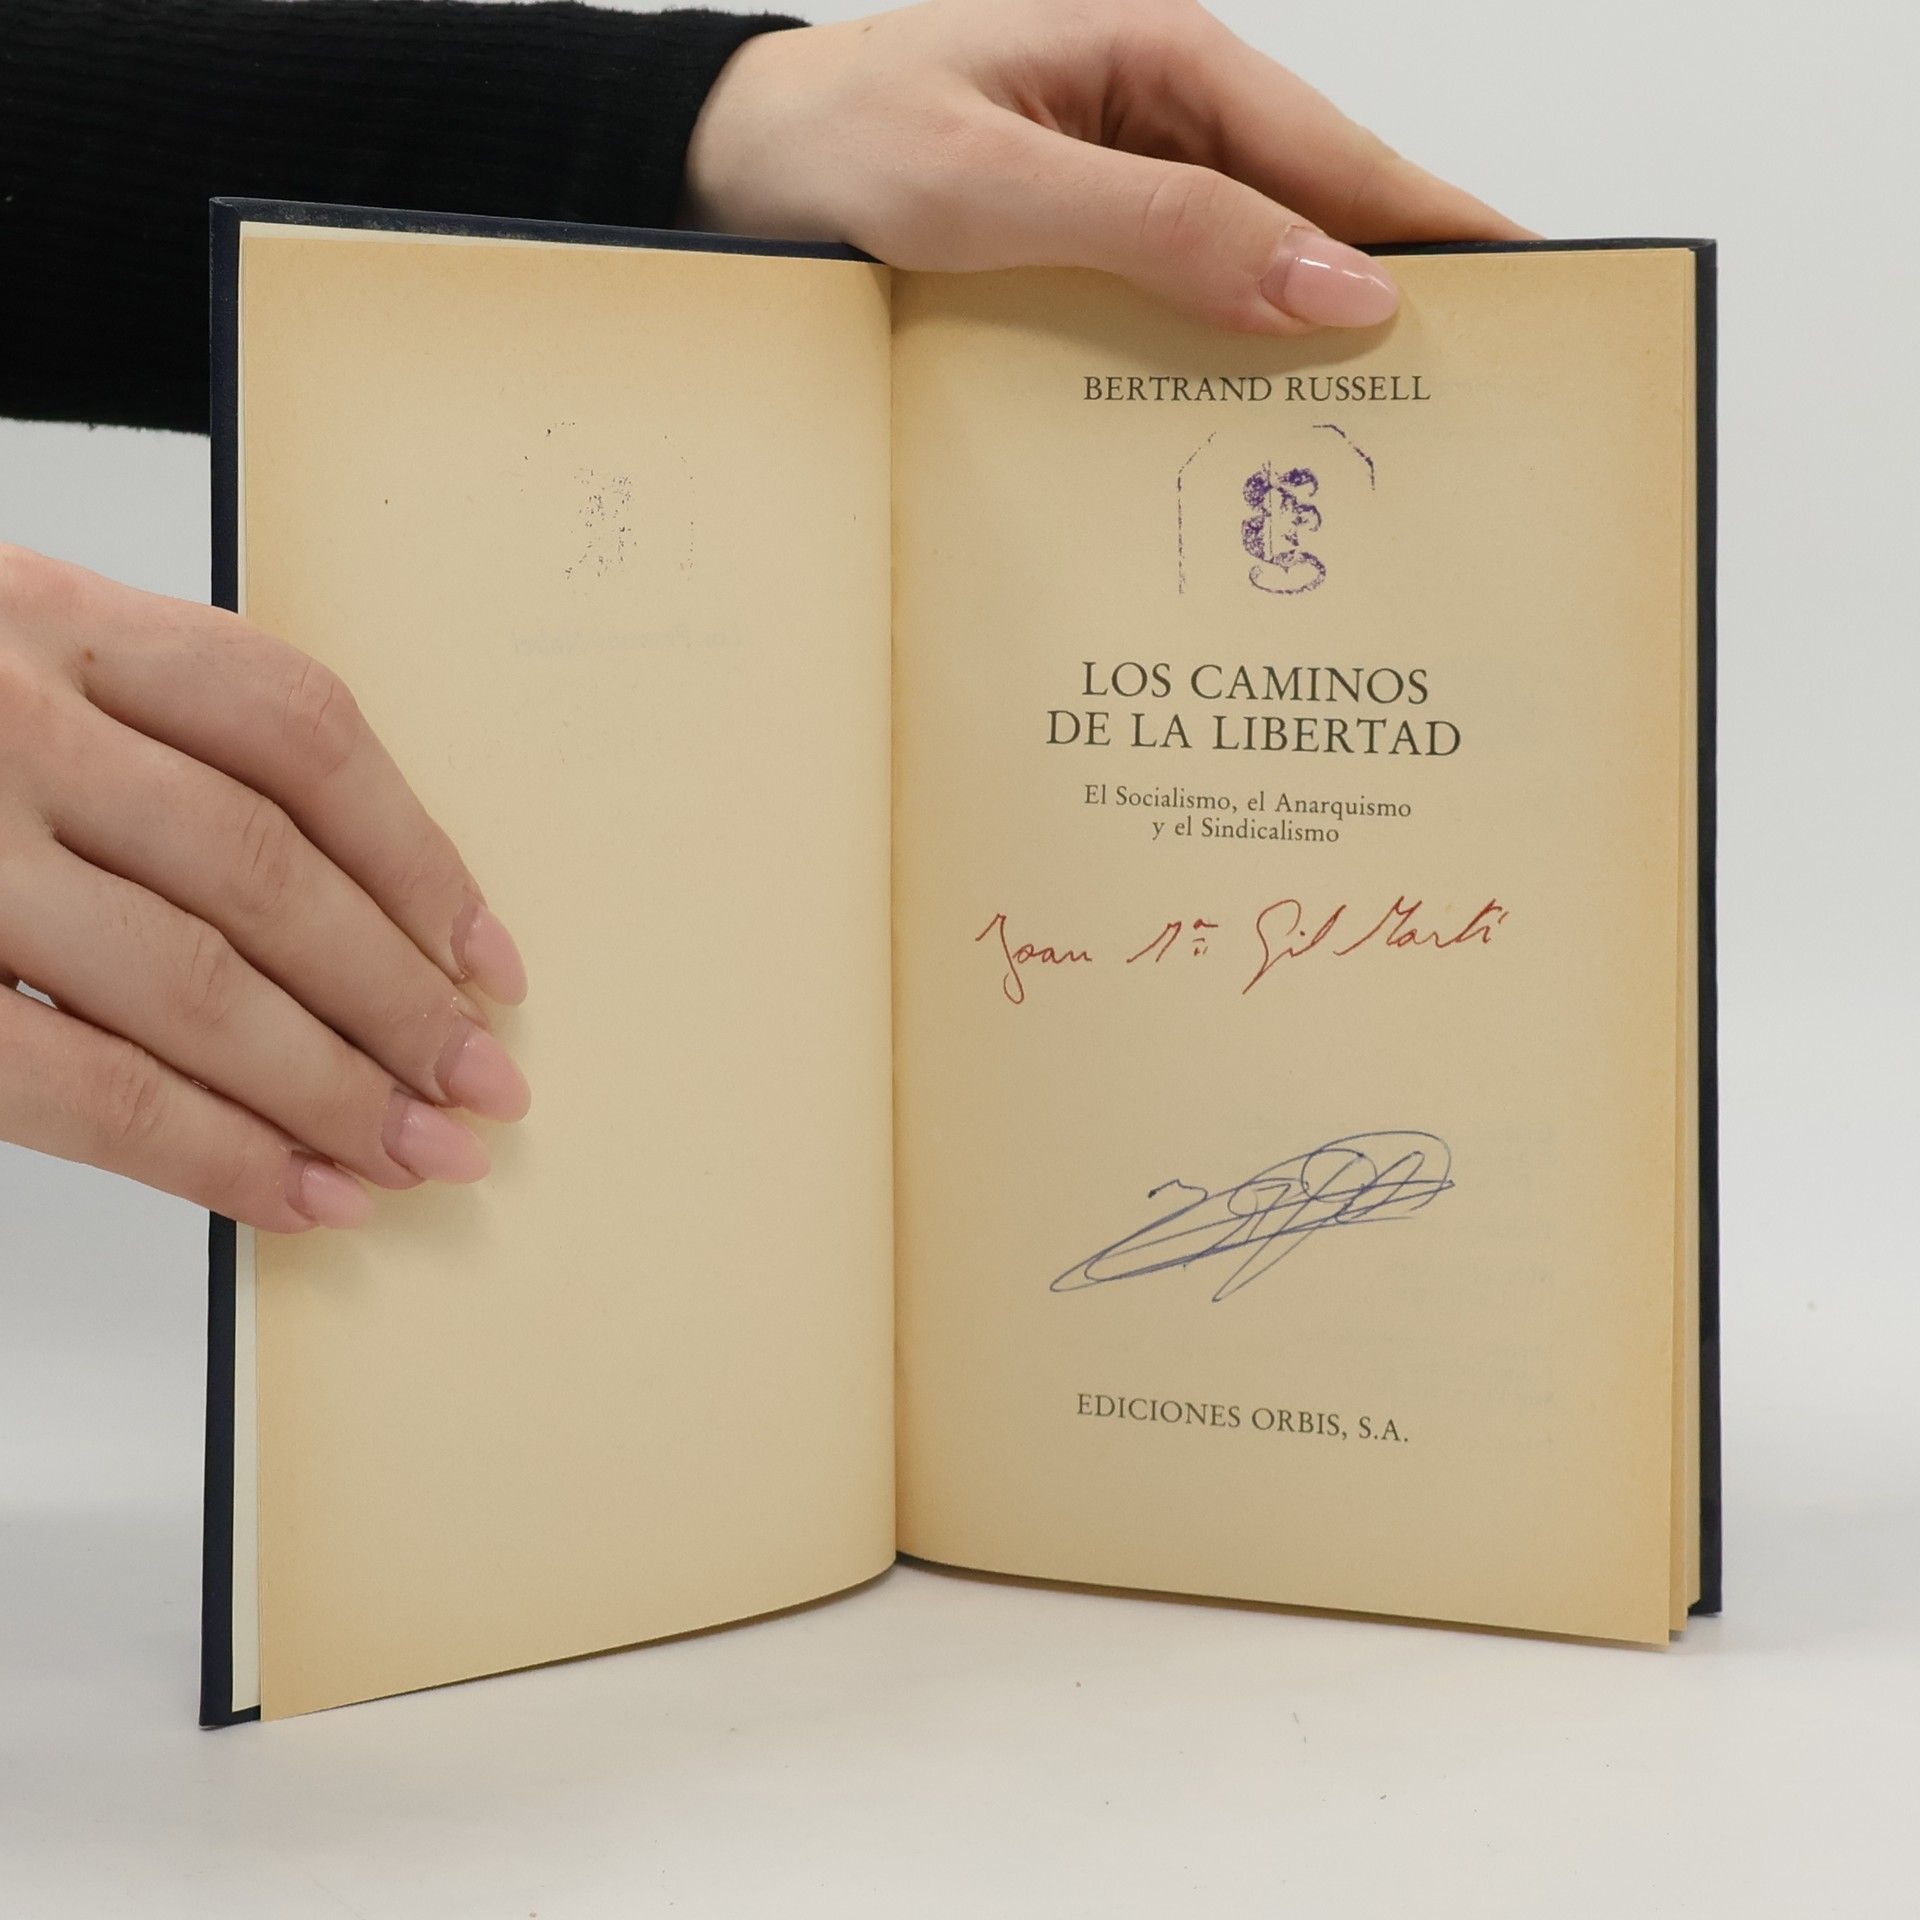 BERTRAND RUSSELL
LOS CAMINOS
DE LA LIBERTAD
El Socialismo, el Anarquismo
y el Sindicalismo
Joan Mª Gil Martí
EDICIONES ORBIS, S.A.